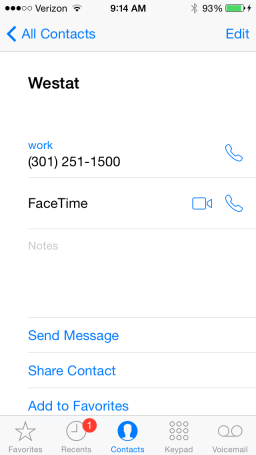 Verizon 9:14 AM 93%
All Contacts Edit
Westat
work
(301) 251-1500
FaceTime
Notes
Send Message
Share Contact
Add to Favorites
1
Favorites Recents Contacts Keypad Voicemail